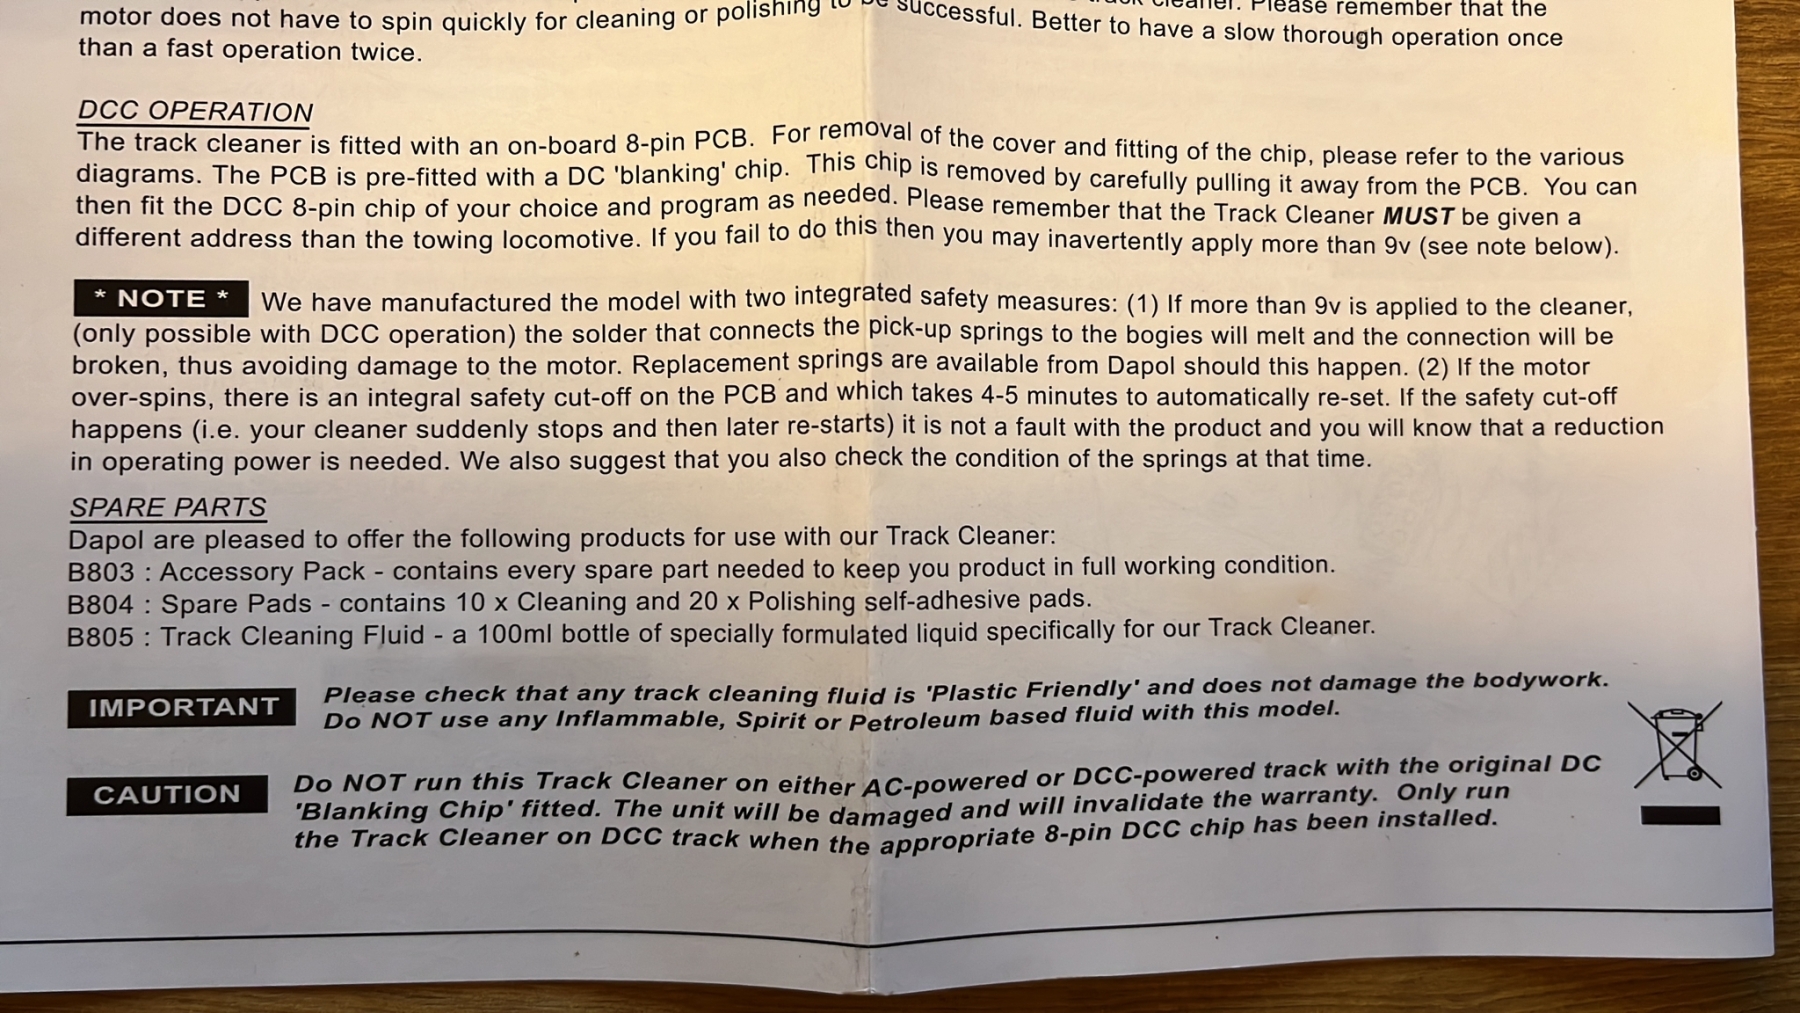 motor does not have to spin quickly for cleaning or polishing to be successful. Please remember that the
than a fast operation twice. Better to have a slow thorough operation once
DCC OPERATION
The track cleaner is fitted with an on-board 8-pin PCB. For removal of the cover and fitting of the chip, please refer to the various
diagrams. The PCB is pre-fitted with a DC 'blanking' chip. This chip is removed by carefully pulling it away from the PCB. You can
then fit the DCC 8-pin chip of your choice and program as needed. Please remember that the Track Cleaner MUST be given a
different address than the towing locomotive. If you fail to do this then you may inavertently apply more than 9v (see note below).
* NOTE * We have manufactured the model with two integrated safety measures: (1) If more than 9v is applied to the cleaner,
(only possible with DCC operation) the solder that connects the pick-up springs to the bogies will melt and the connection will be
broken, thus avoiding damage to the motor. Replacement springs are available from Dapol should this happen. (2) If the motor
over-spins, there is an integral safety cut-off on the PCB and which takes 4-5 minutes to automatically re-set. If the safety cut-off
happens (i.e. your cleaner suddenly stops and then later re-starts) it is not a fault with the product and you will know that a reduction
in operating power is needed. We also suggest that you also check the condition of the springs at that time.
SPARE PARTS
Dapol are pleased to offer the following products for use with our Track Cleaner:
B803 : Accessory Pack - contains every spare part needed to keep you product in full working condition.
B804 : Spare Pads - contains 10 x Cleaning and 20 x Polishing self-adhesive pads.
B805 : Track Cleaning Fluid - a 100ml bottle of specially formulated liquid specifically for our Track Cleaner.
IMPORTANT Please check that any track cleaning fluid is 'Plastic Friendly' and does not damage the bodywork.
Do NOT use any Inflammable, Spirit or Petroleum based fluid with this model.
CAUTION Do NOT run this Track Cleaner on either AC-powered or DCC-powered track with the original DC
'Blanking Chip' fitted. The unit will be damaged and will invalidate the warranty. Only run
the Track Cleaner on DCC track when the appropriate 8-pin DCC chip has been installed.